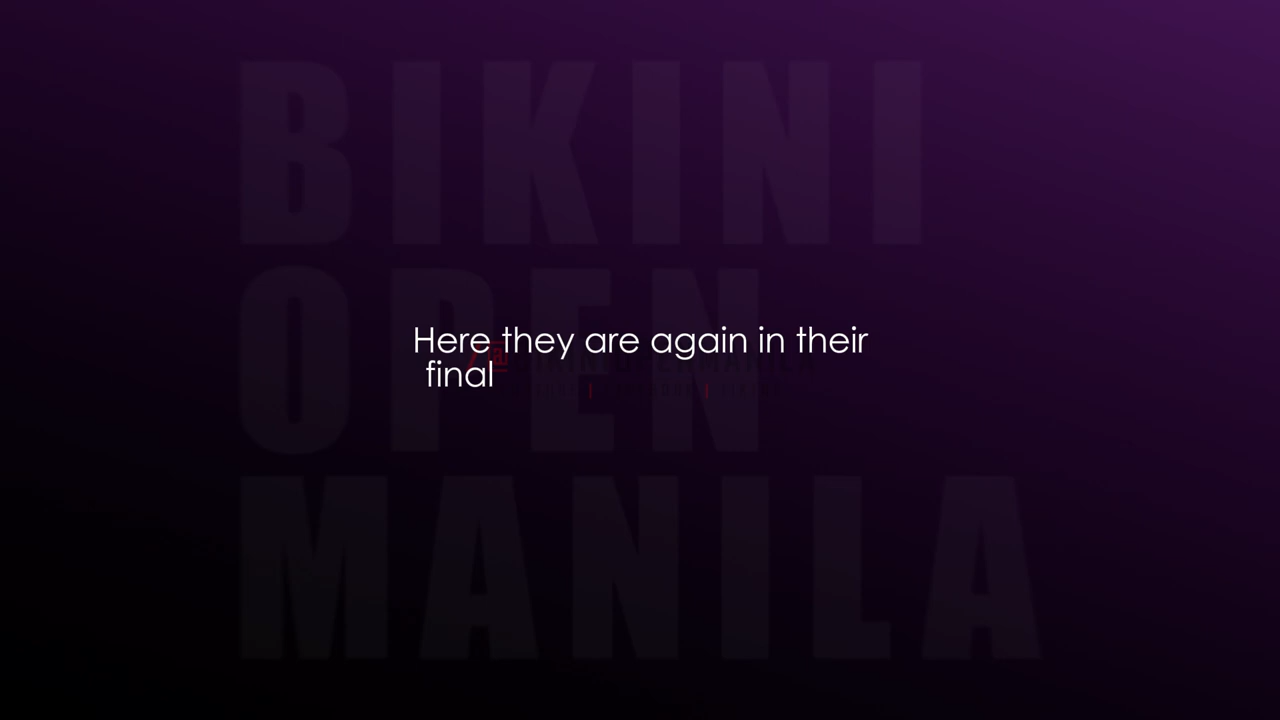 BIKINI
OPEN
MANILA
Here they are again in their
final